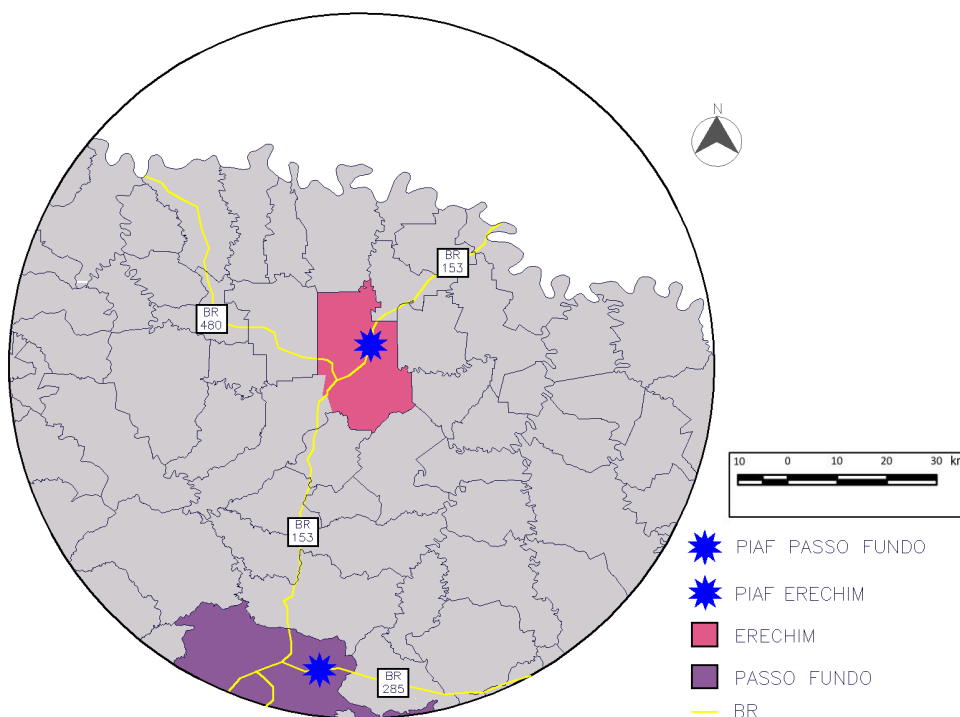 N
BR
153
BR
480
10 0 10 20 30 km
BR
153
PIAF PASSO FUNDO
PIAF ERECHIM
ERECHIM
BR
285
PASSO FUNDO
BR